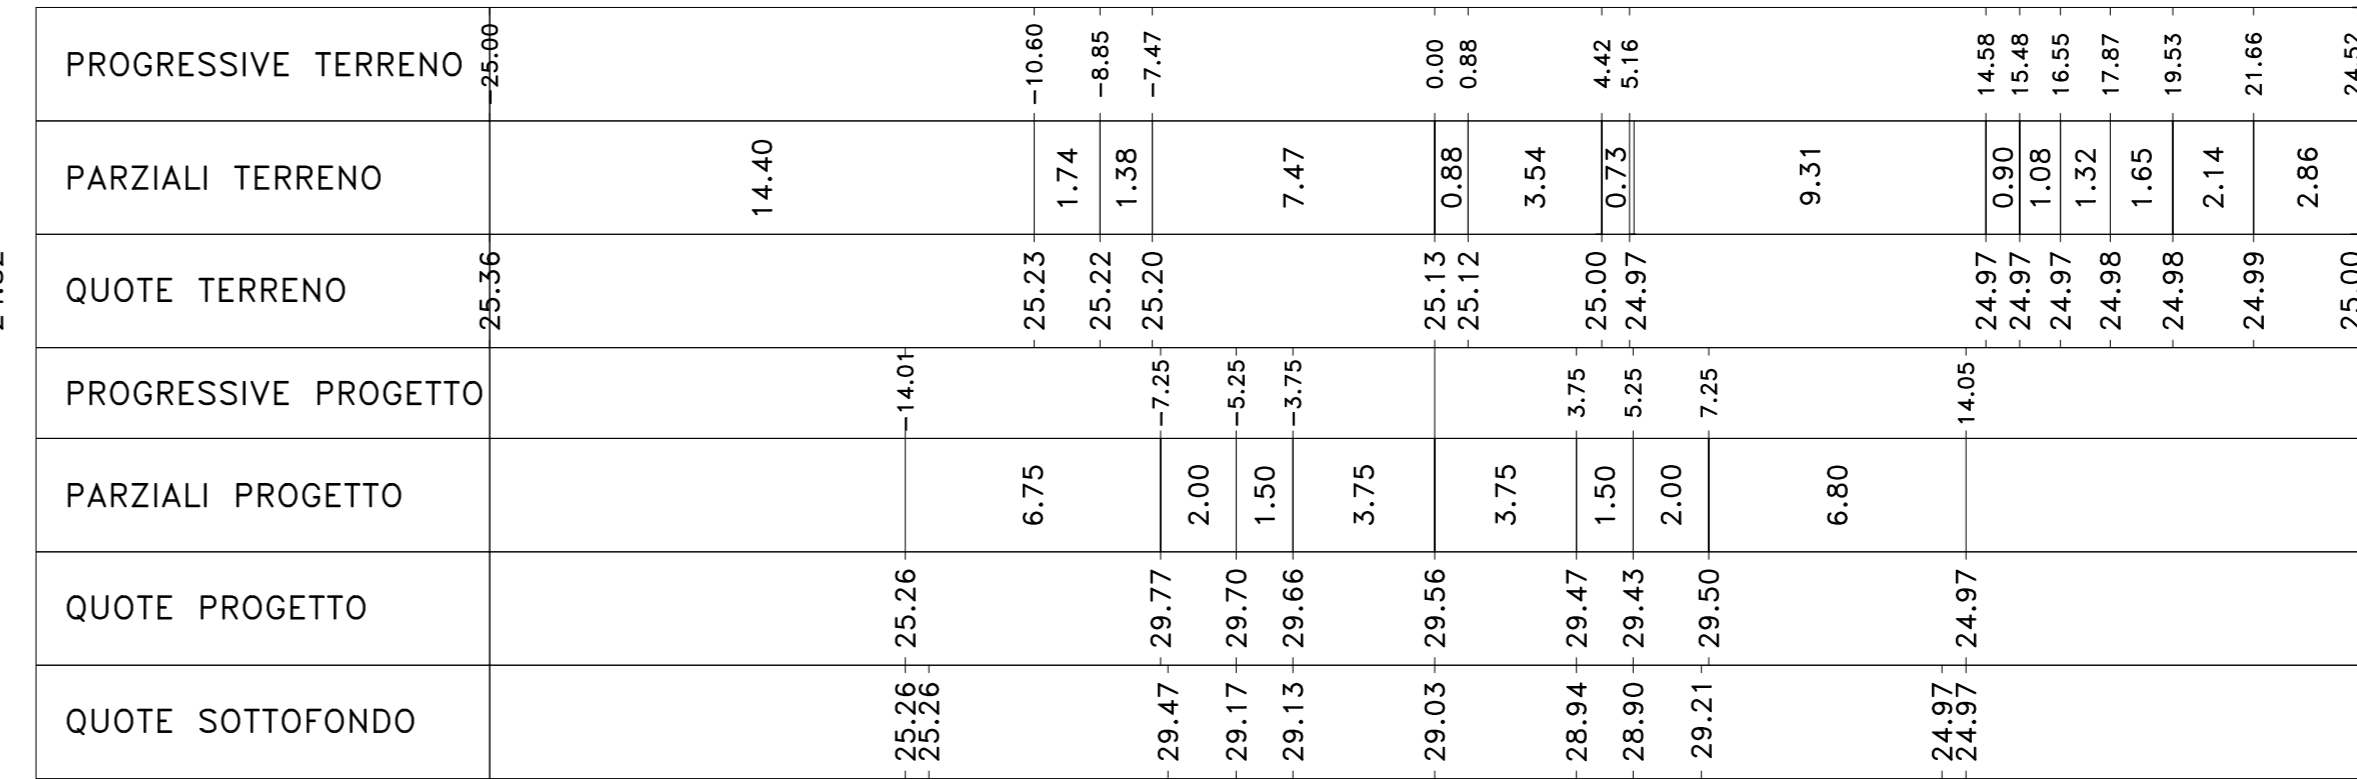 PROGRESSIVE TERRENO -25.00 -10.60 -8.85 -7.47 0.00 0.88 4.42 5.16 14.58 15.48 16.55 17.87 19.53 21.66 24.52
PARZIALI TERRENO 14.40 1.74 1.38 7.47 0.88 3.54 0.73 9.31 0.90 1.08 1.32 1.65 2.14 2.86
QUOTE TERRENO 25.36 25.23 25.22 25.20 25.13 25.12 25.00 24.97 24.97 24.97 24.97 24.98 24.98 24.99 25.00
PROGRESSIVE PROGETTO -14.01 -7.25 -5.25 -3.75 3.75 5.25 7.25 14.05
PARZIALI PROGETTO 6.75 2.00 1.50 3.75 3.75 1.50 2.00 6.80
QUOTE PROGETTO 25.26 29.77 29.70 29.66 29.56 29.47 29.43 29.50 24.97
QUOTE SOTTOFONDO 25.26 25.26 29.47 29.17 29.13 29.03 28.94 28.90 29.21 24.97 24.97